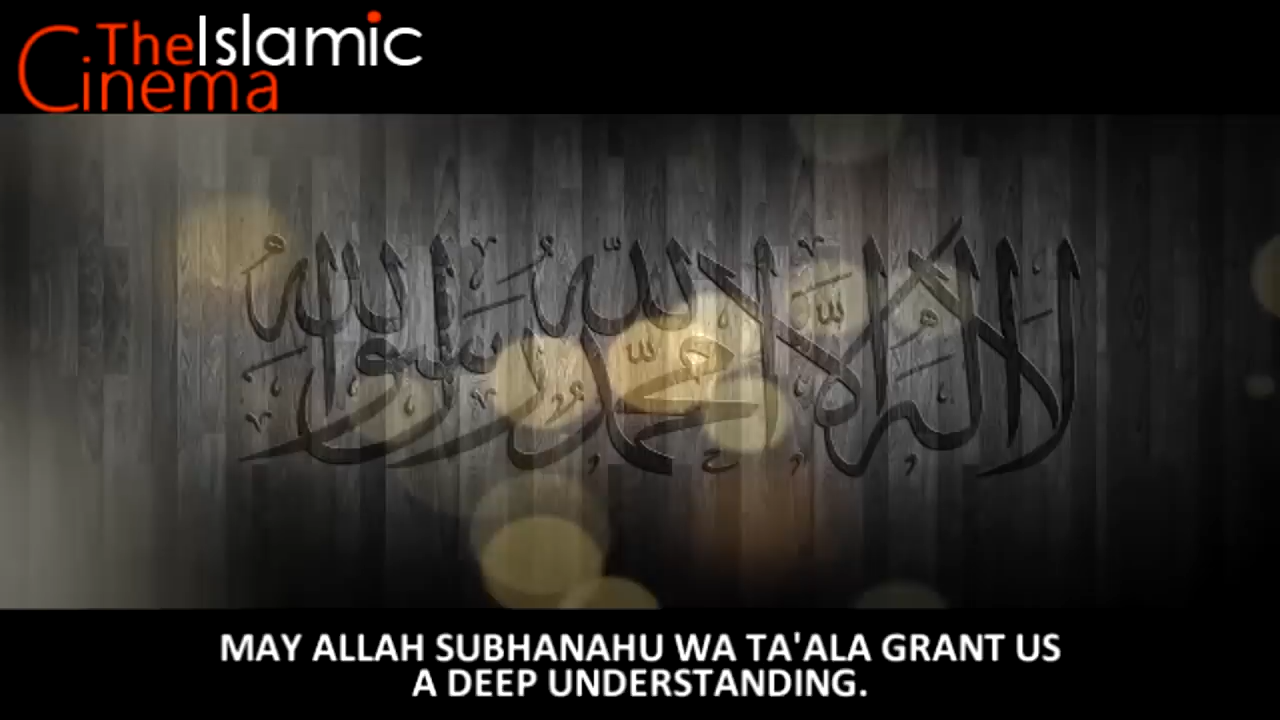 TheIslamic
Cinema
لا إله إلا الله محمد رسول الله
MAY ALLAH SUBHANAHU WA TA'ALA GRANT US
A DEEP UNDERSTANDING.